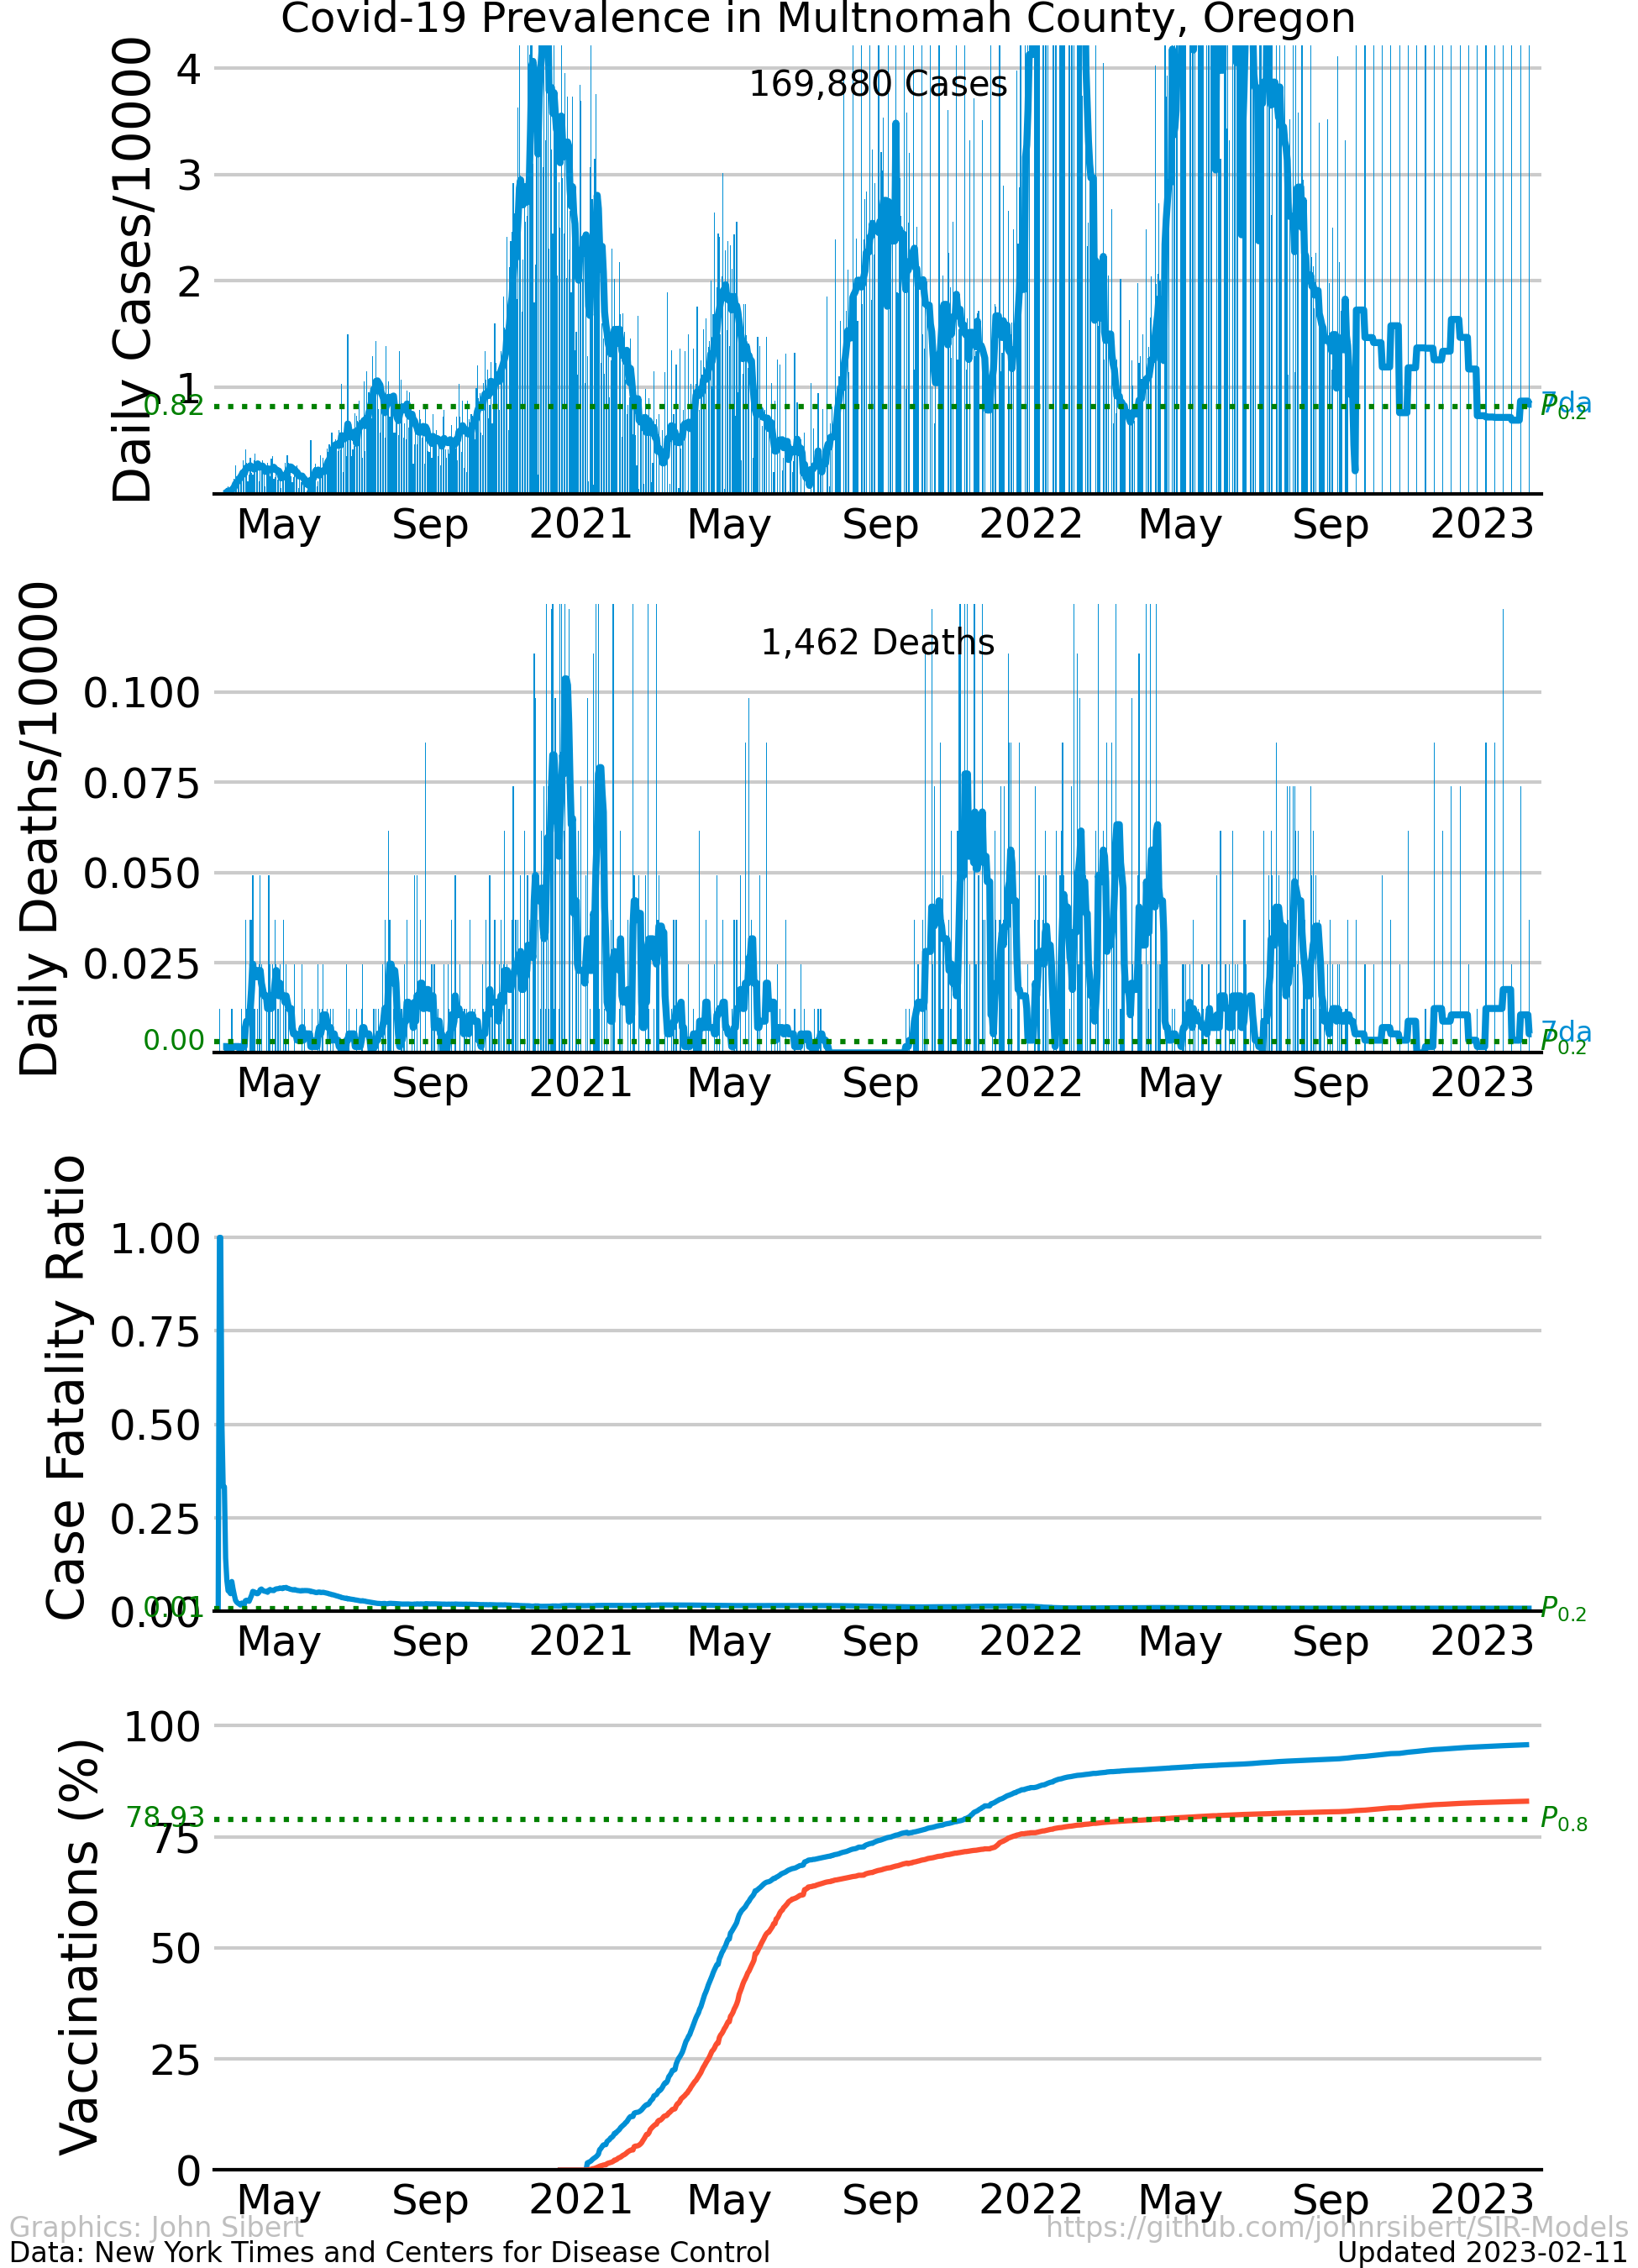 Covid-19 Prevalence in Multnomah County, Oregon
Daily Cases/10000
4
3
2
1
0.82
169,880 Cases
7da
P0.2
May Sep 2021 May Sep 2022 May Sep 2023
Daily Deaths/10000
0.100
0.075
0.050
0.025
0.00
1,462 Deaths
7da
P0.2
May Sep 2021 May Sep 2022 May Sep 2023
Case Fatality Ratio
1.00
0.75
0.50
0.25
0.00
0.01
P0.2
May Sep 2021 May Sep 2022 May Sep 2023
Vaccinations (%)
100
78.93
75
50
25
0
P0.8
May Sep 2021 May Sep 2022 May Sep 2023
Graphics: John Sibert https://github.com/johnrsibert/SIR-Models
Data: New York Times and Centers for Disease Control Updated 2023-02-11